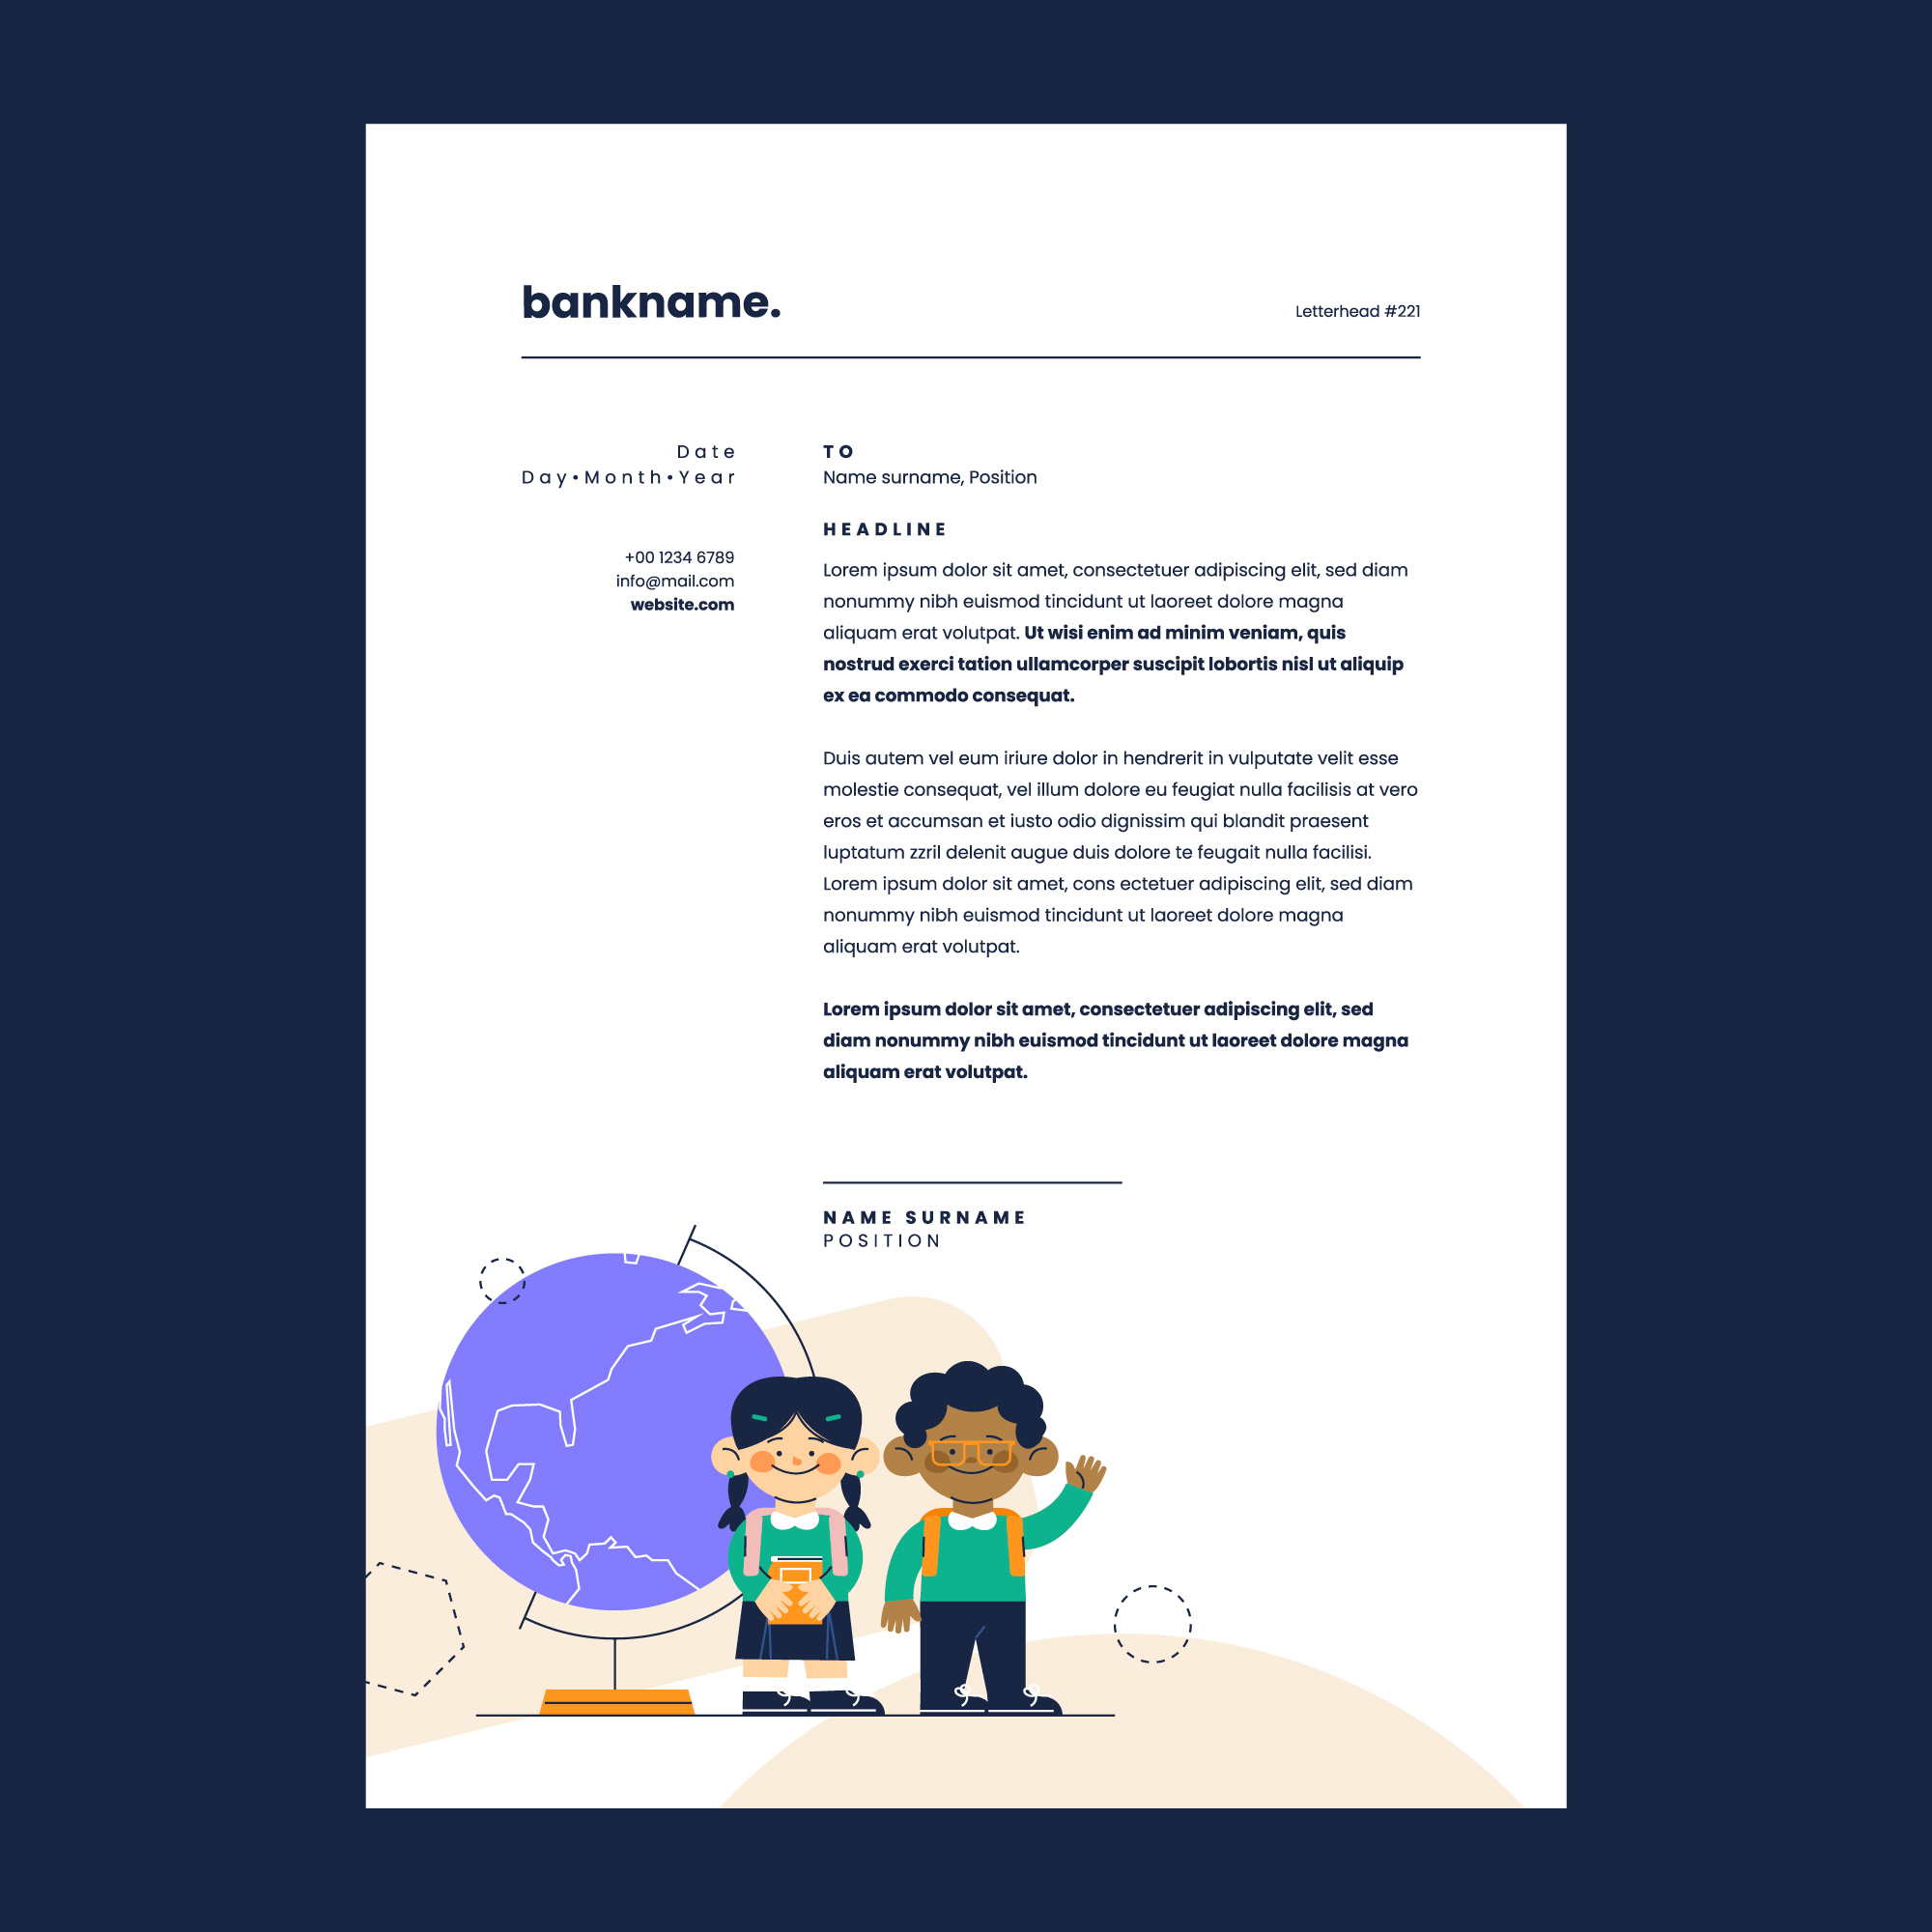 bankname.
Letterhead #221
Date
Day•Month•Year
+00 1234 6789
info@mail.com
website.com
TO
Name surname, Position
HEADLINE
Lorem ipsum dolor sit amet, consectetuer adipiscing elit, sed diam
nonummy nibh euismod tincidunt ut laoreet dolore magna
aliquam erat volutpat. Ut wisi enim ad minim veniam, quis
nostrud exerci tation ullamcorper suscipit lobortis nisl ut aliquip
ex ea commodo consequat.
Duis autem vel eum iriure dolor in hendrerit in vulputate velit esse
molestie consequat, vel illum dolore eu feugiat nulla facilisis at vero
eros et accumsan et iusto odio dignissim qui blandit praesent
luptatum zzril delenit augue duis dolore te feugait nulla facilisi.
Lorem ipsum dolor sit amet, cons ectetuer adipiscing elit, sed diam
nonummy nibh euismod tincidunt ut laoreet dolore magna
aliquam erat volutpat.
Lorem ipsum dolor sit amet, consectetuer adipiscing elit, sed
diam nonummy nibh euismod tincidunt ut laoreet dolore magna
aliquam erat volutpat.
NAME SURNAME
POSITION